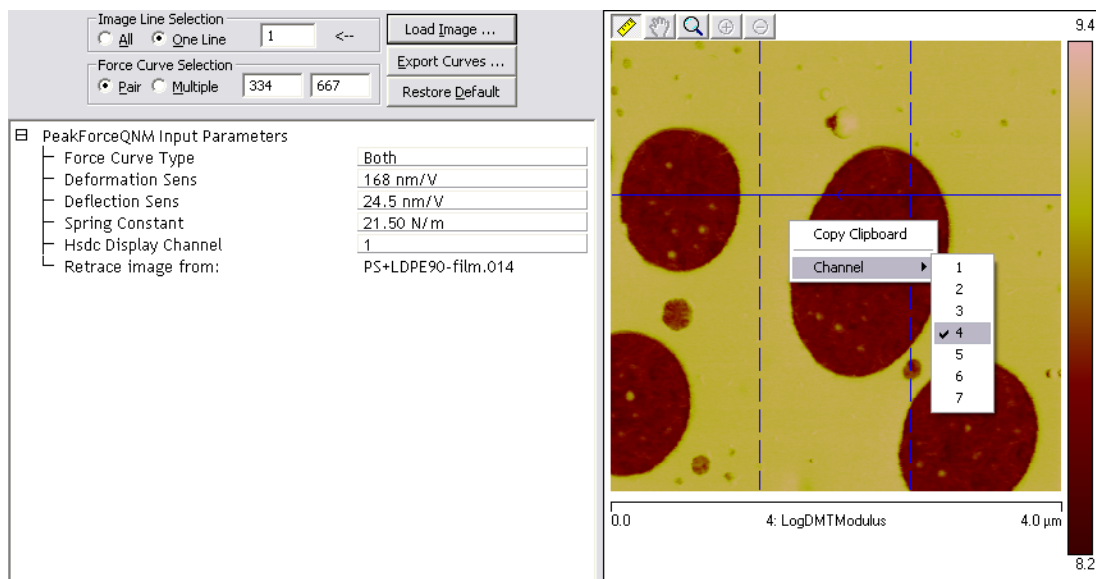 Image Line Selection
All One Line 1 <--
Force Curve Selection
Pair Multiple 334 667
Load Image ...
Export Curves ...
Restore Default
PeakForceQNM Input Parameters
Force Curve Type Both
Deformation Sens 168 nm/V
Deflection Sens 24.5 nm/V
Spring Constant 21.50 N/m
Hsdc Display Channel 1
Retrace image from: PS+LDPE90-film.014
9.4
Copy Clipboard
Channel
1
2
3
4
5
6
7
0.0 4: LogDMTModulus 4.0 µm
8.2